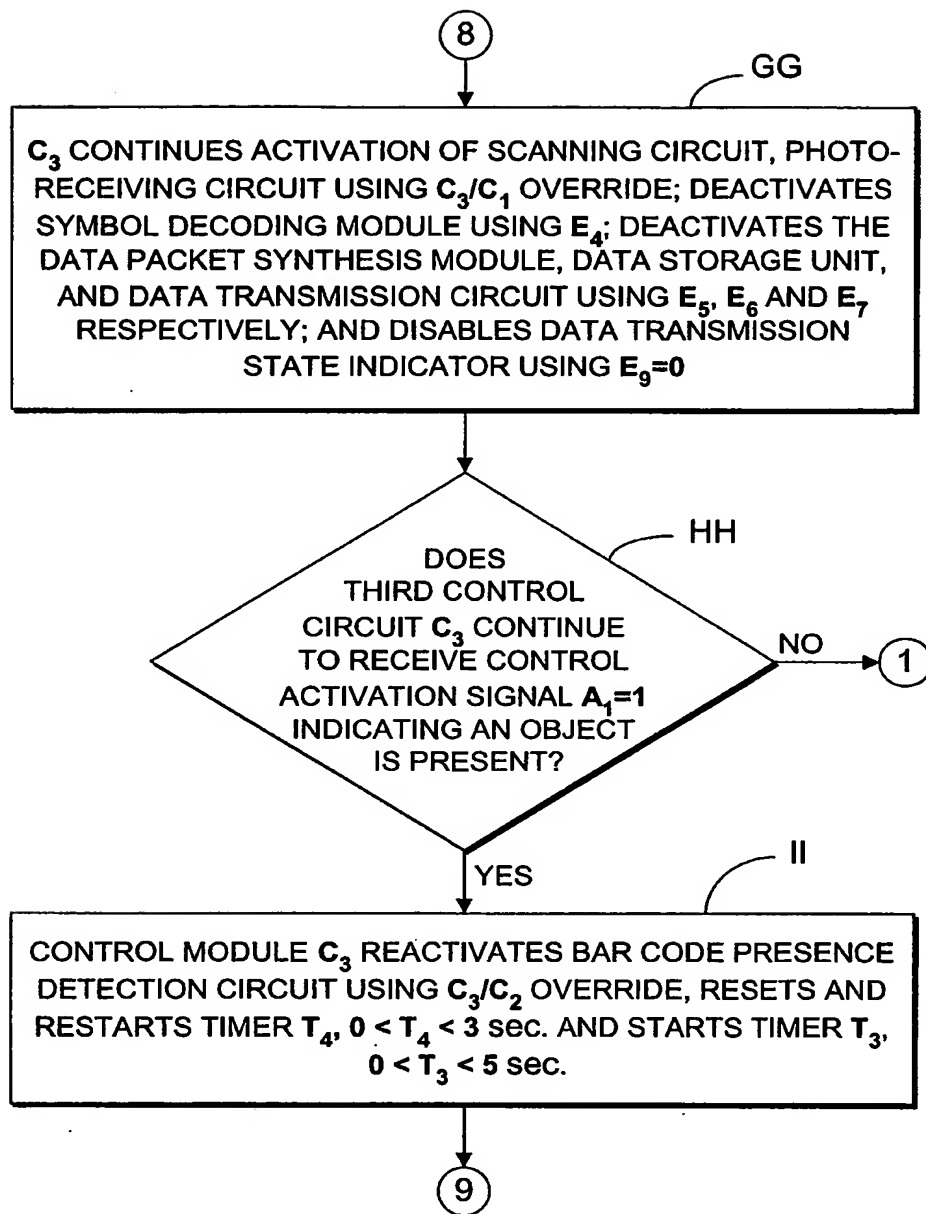 8
GG
C₃ CONTINUES ACTIVATION OF SCANNING CIRCUIT, PHOTO-
RECEIVING CIRCUIT USING C₃/C₁ OVERRIDE; DEACTIVATES
SYMBOL DECODING MODULE USING E₄; DEACTIVATES THE
DATA PACKET SYNTHESIS MODULE, DATA STORAGE UNIT,
AND DATA TRANSMISSION CIRCUIT USING E₅, E₆ AND E₇
RESPECTIVELY; AND DISABLES DATA TRANSMISSION
STATE INDICATOR USING E₉=0
HH
DOES
THIRD CONTROL
CIRCUIT C₃ CONTINUE
TO RECEIVE CONTROL
ACTIVATION SIGNAL A₁=1
INDICATING AN OBJECT
IS PRESENT?
NO
1
YES
II
CONTROL MODULE C₃ REACTIVATES BAR CODE PRESENCE
DETECTION CIRCUIT USING C₃/C₂ OVERRIDE, RESETS AND
RESTARTS TIMER T₄, 0 < T₄ < 3 sec. AND STARTS TIMER T₃,
0 < T₃ < 5 sec.
9